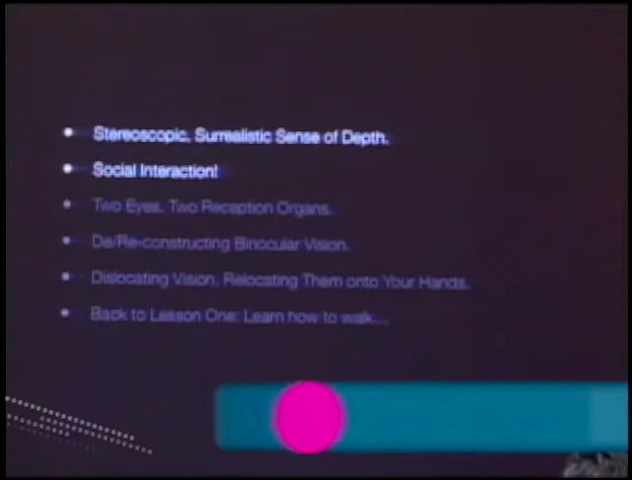 Stereoscopic, Surrealistic Sense of Depth.
Social Interaction!
Two Eyes, Two Reception Organs.
De/Re-constructing Binocular Vision.
Dislocating Vision, Relocating Them onto Your Hands.
Back to Lesson One: Learn how to walk...